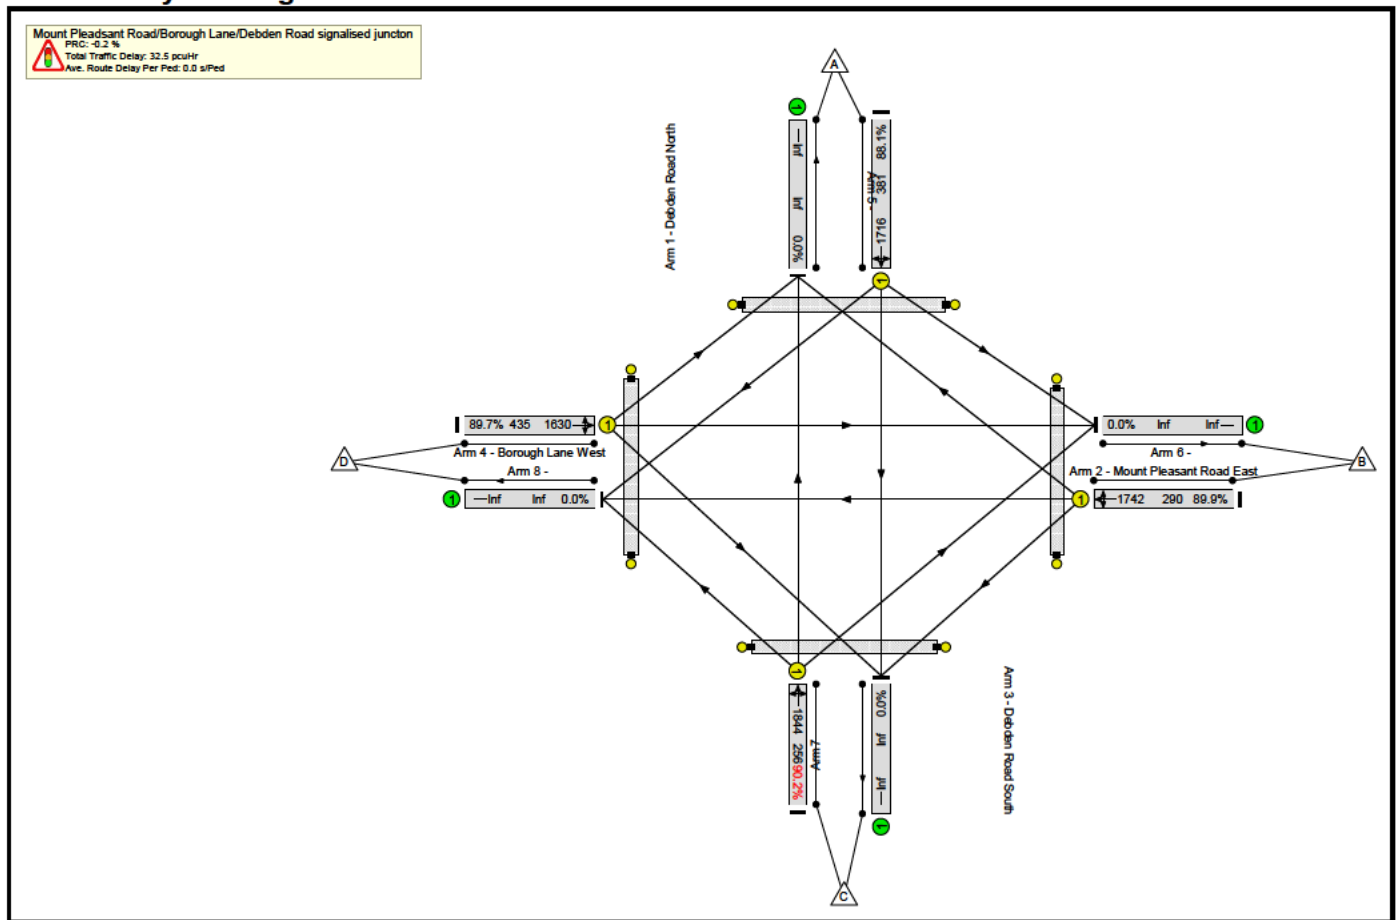 Mount Pleadsant Road/Borough Lane/Debden Road signalised juncton
PRC: -0.2 %
Total Traffic Delay: 32.5 pcuHr
Ave. Route Delay Per Ped: 0.0 s/Ped
A
1
Arm 1 - Debden Road North
Inf Inf 0.0%
Arm 5 -
1716 381 88.1%
1
89.7% 435 1630
1
Arm 4 - Borough Lane West
D
Arm 8 -
1
Inf Inf 0.0%
0.0% Inf Inf
1
Arm 6 -
B
Arm 2 - Mount Pleasant Road East
1
1742 290 89.9%
1
1844 256 90.2%
Arm 7
0.0% Inf Inf
1
Arm 3 - Debden Road South
C